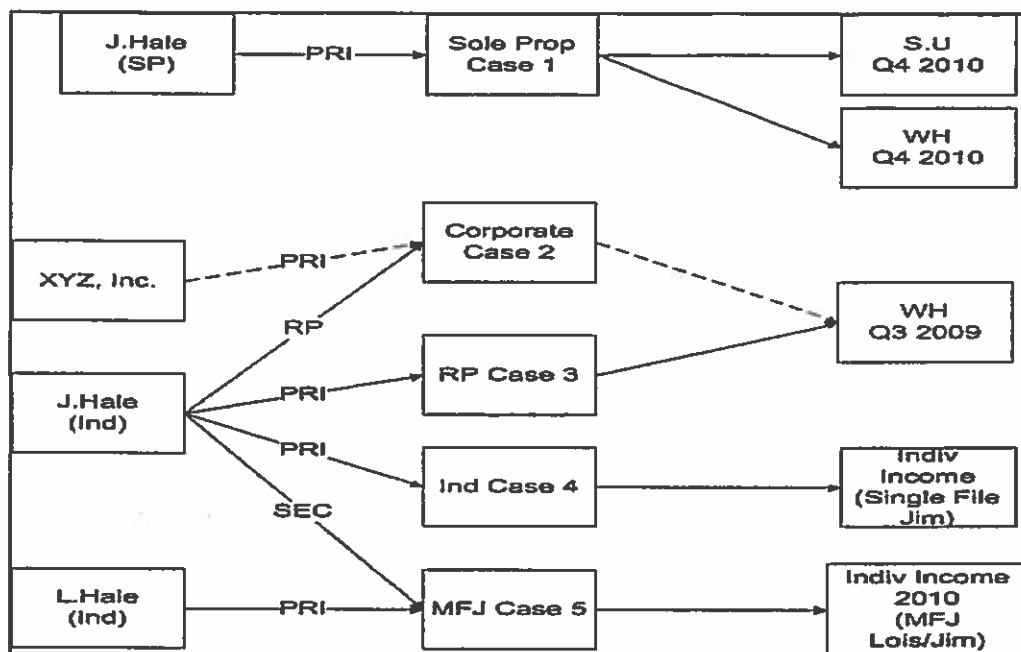 J.Hale
(SP)
PRI
Sole Prop
Case 1
S.U
Q4 2010
WH
Q4 2010
XYZ, Inc.
PRI
Corporate
Case 2
RP
WH
Q3 2009
J.Hale
(Ind)
PRI
RP Case 3
PRI
Ind Case 4
Indiv
Income
(Single File
Jim)
SEC
L.Hale
(Ind)
PRI
MFJ Case 5
Indiv Income
2010
(MFJ
Lois/Jim)